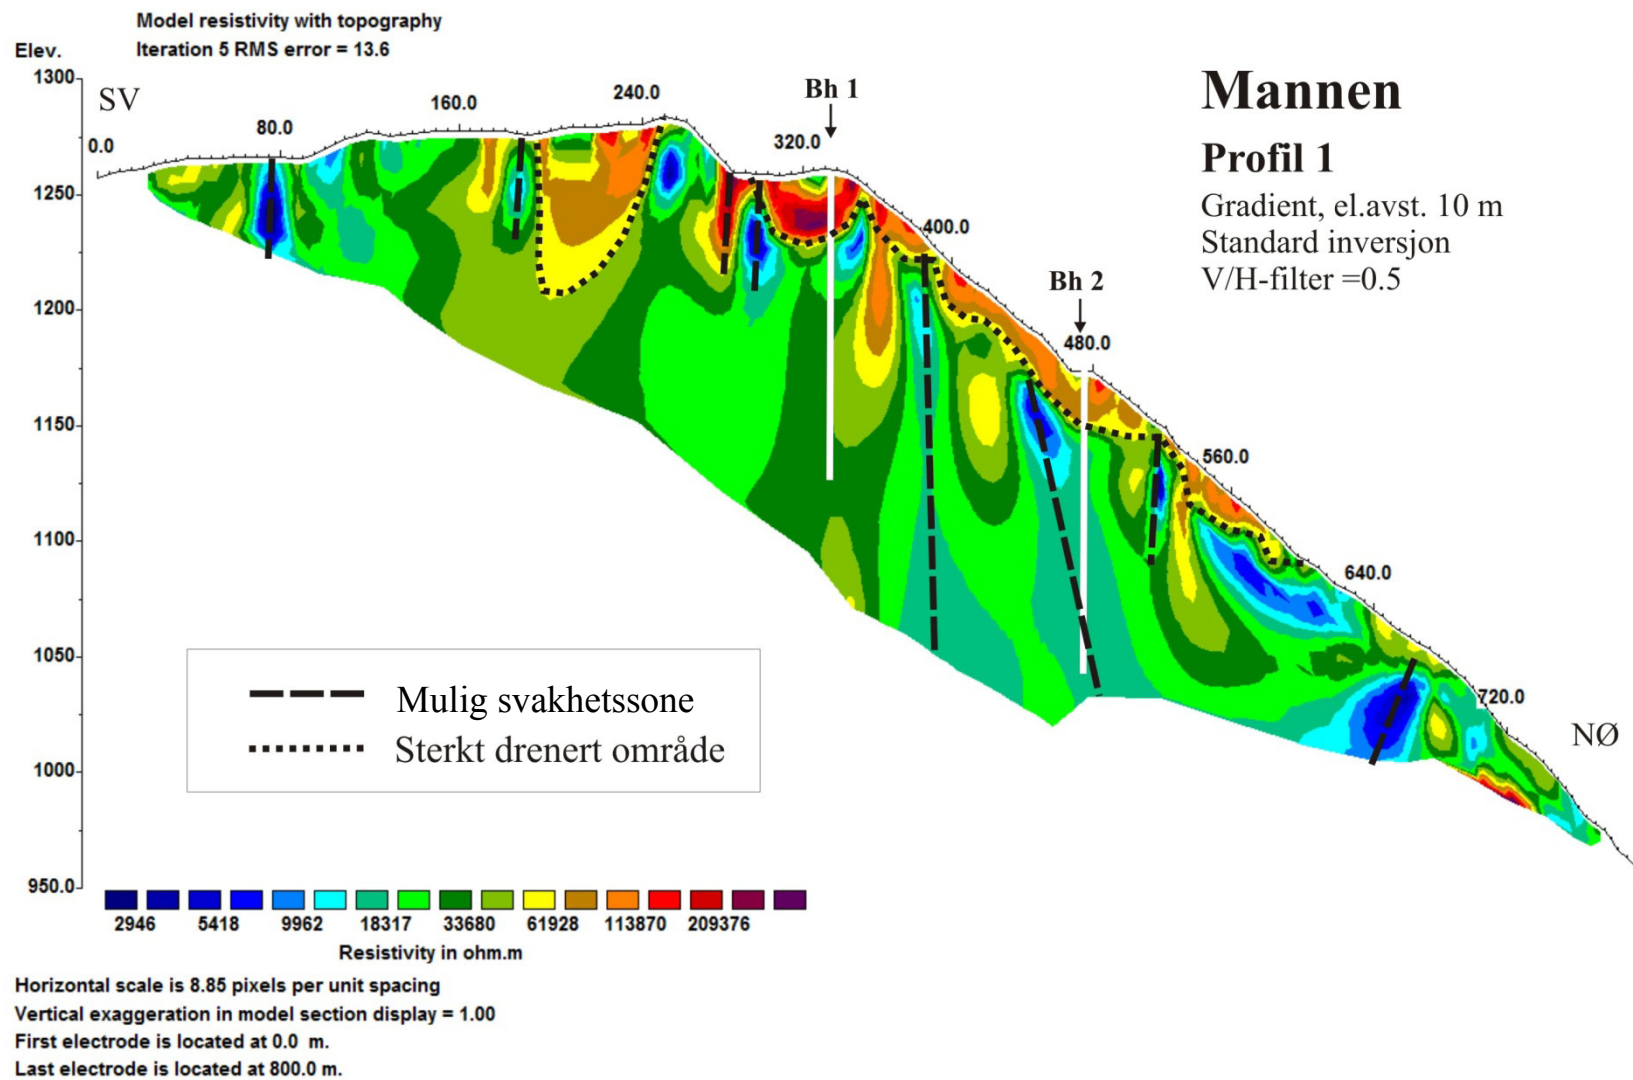 Model resistivity with topography
Elev.
Iteration 5 RMS error = 13.6
Mannen
Profil 1
Gradient, el.avst. 10 m
Standard inversjon
V/H-filter =0.5
SV
NØ
Bh 1
Bh 2
0.0
80.0
160.0
240.0
320.0
400.0
480.0
560.0
640.0
720.0
1300
1250
1200
1150
1100
1050
1000
950.0
Mulig svakhetssone
Sterkt drenert område
2946 5418 9962 18317 33680 61928 113870 209376
Resistivity in ohm.m
Horizontal scale is 8.85 pixels per unit spacing
Vertical exaggeration in model section display = 1.00
First electrode is located at 0.0 m.
Last electrode is located at 800.0 m.